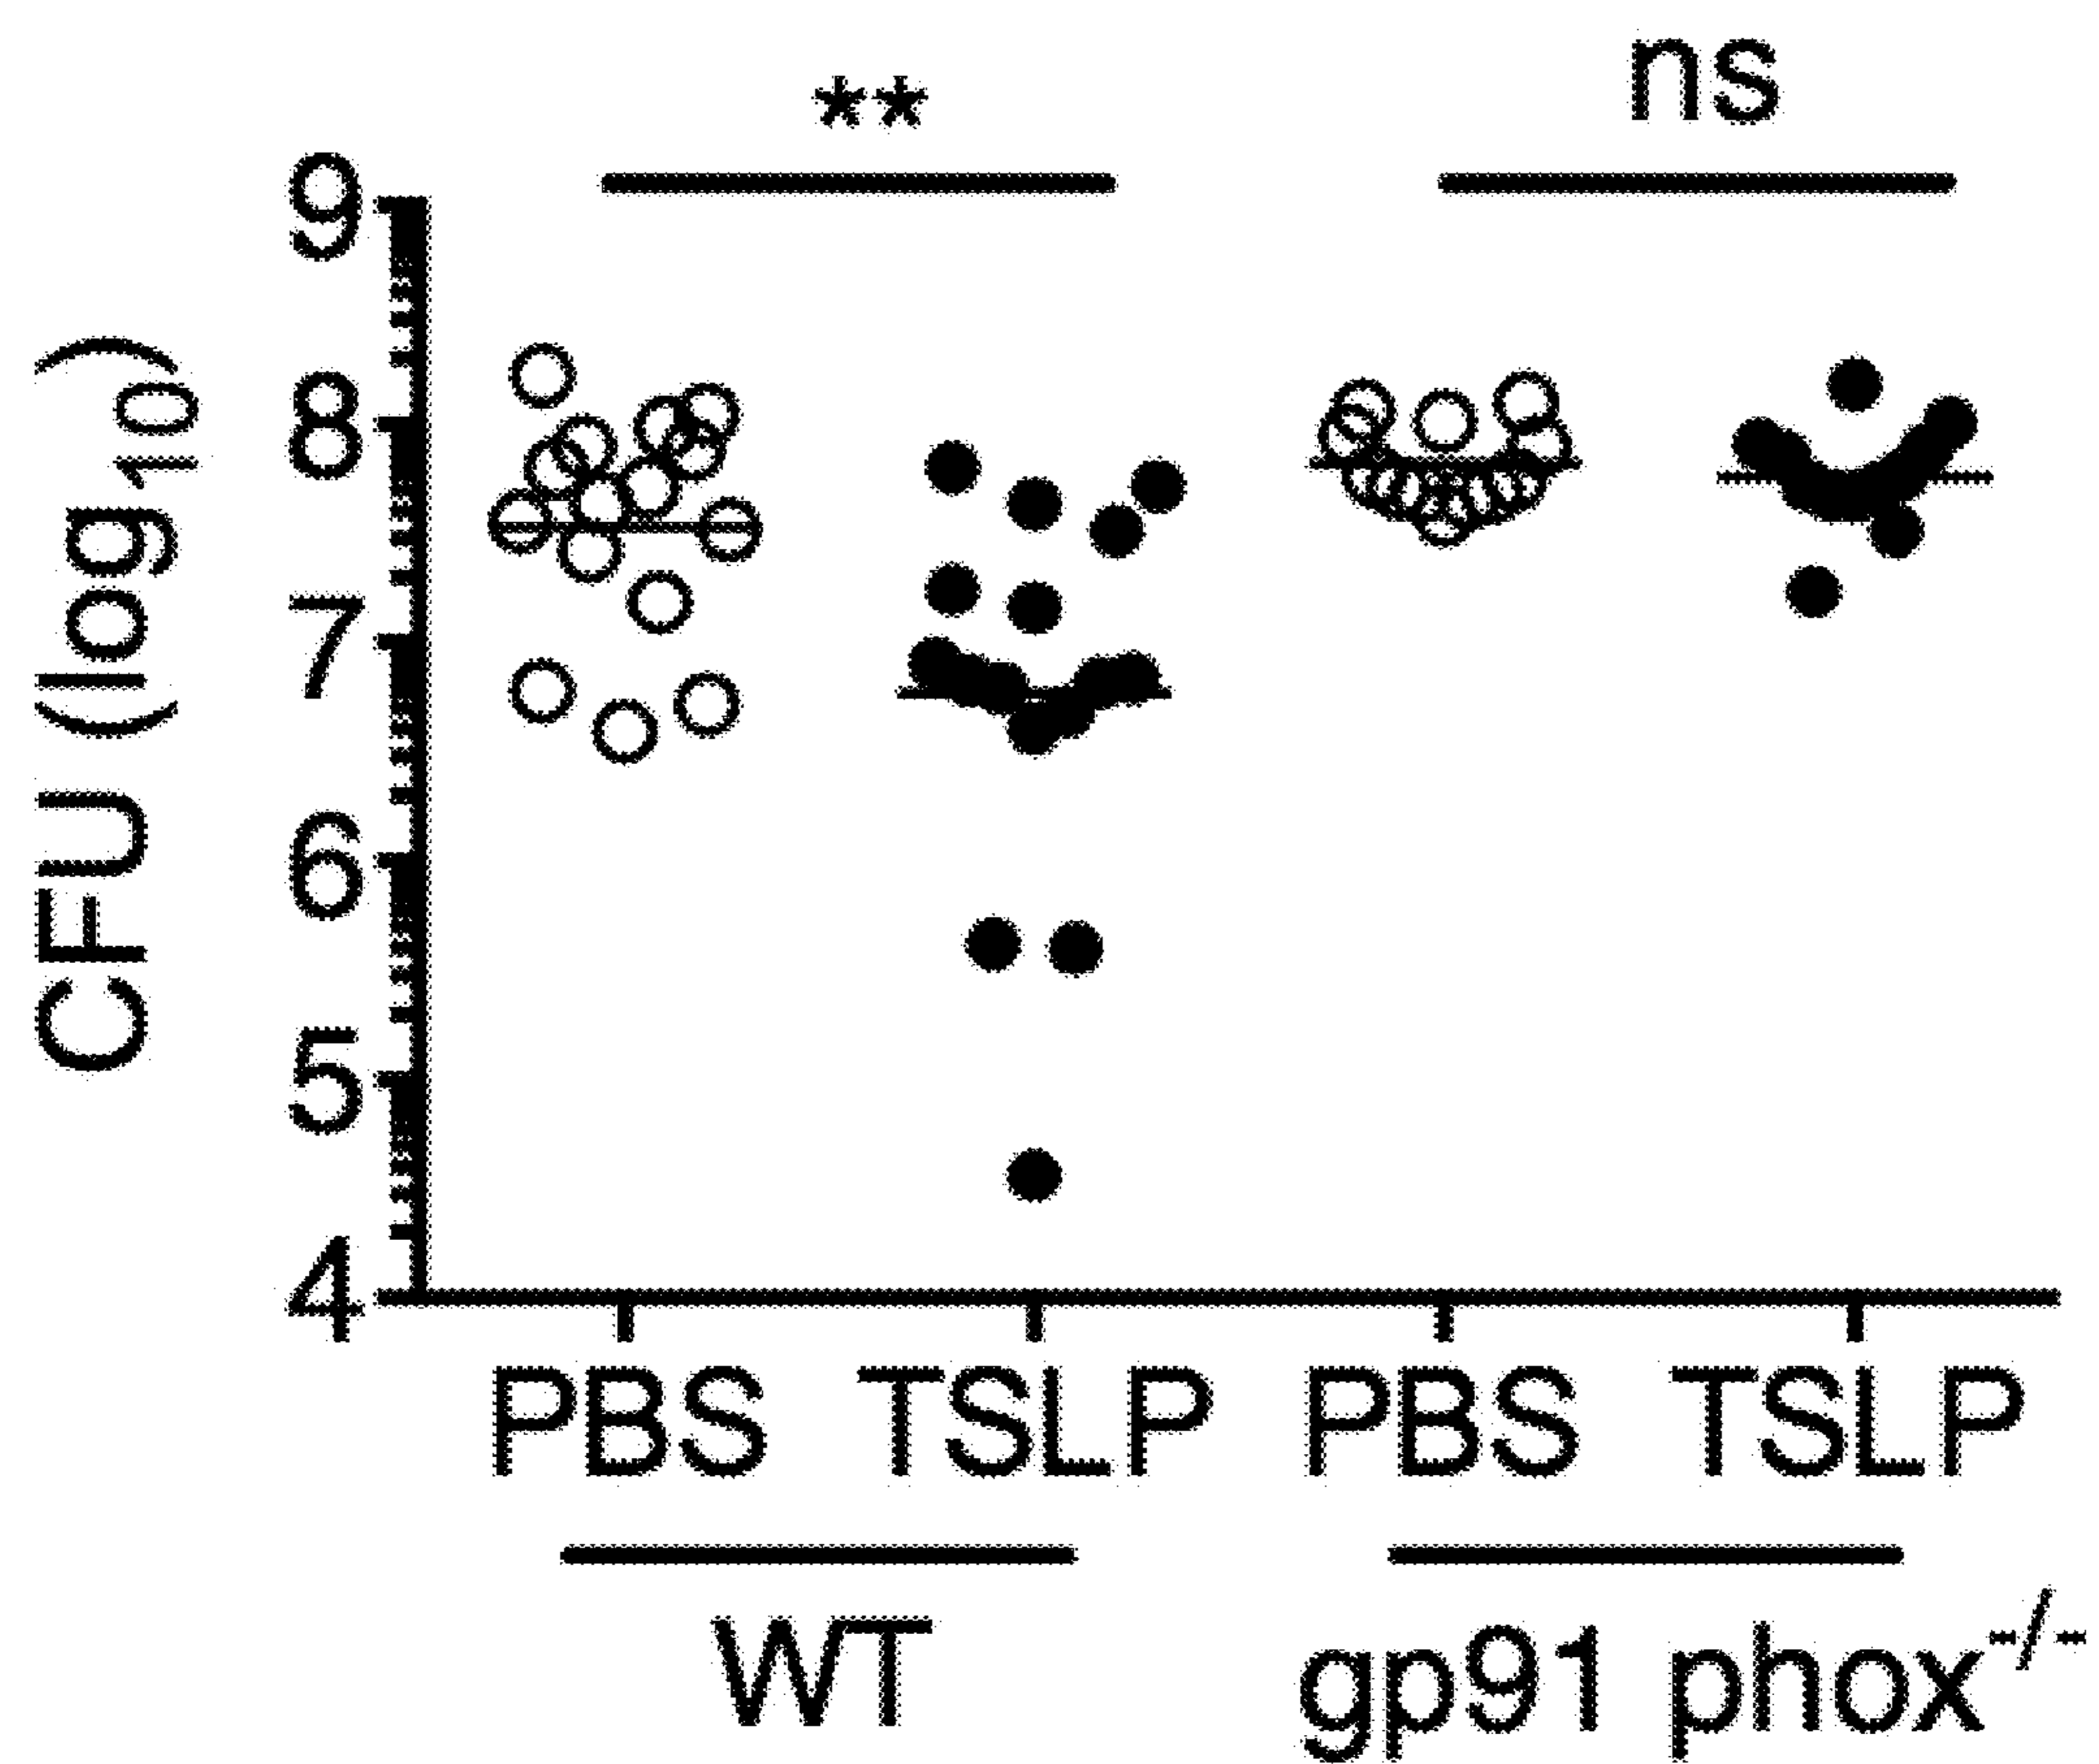 ** ns
9
8
7
6
5
4
CFU (log10)
PBS TSLP PBS TSLP
WT gp91 phox-/-